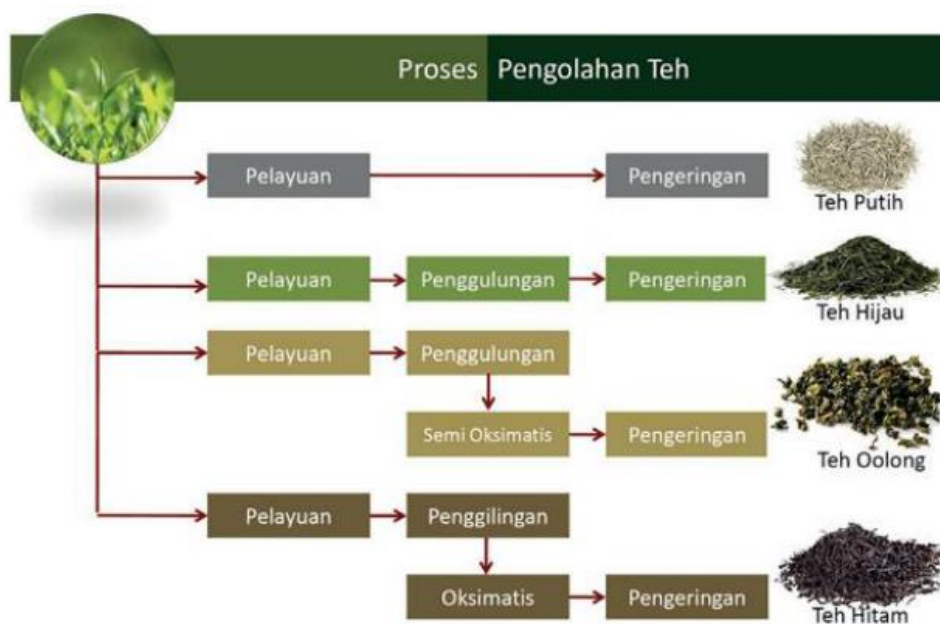 Proses Pengolahan Teh
Pelayuan Pengeringan
Teh Putih
Pelayuan Penggulungan Pengeringan
Teh Hijau
Pelayuan Penggulungan
Semi Oksimatis Pengeringan
Teh Oolong
Pelayuan Penggilingan
Oksimatis Pengeringan
Teh Hitam